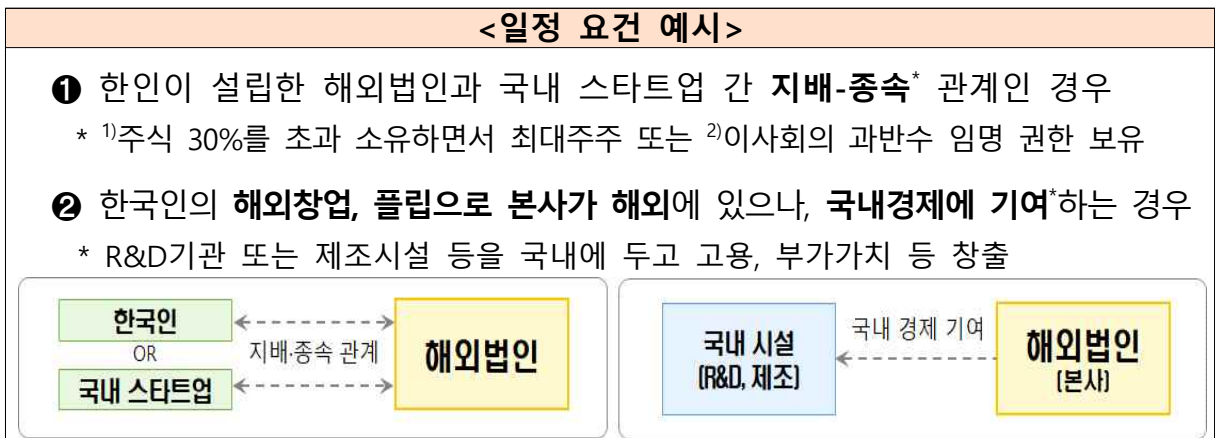 <일정 요건 예시>
❶ 한인이 설립한 해외법인과 국내 스타트업 간 지배-종속* 관계인 경우
* 1)주식 30%를 초과 소유하면서 최대주주 또는 2)이사회의 과반수 임명 권한 보유
❷ 한국인의 해외창업, 플립으로 본사가 해외에 있으나, 국내경제에 기여*하는 경우
* R&D기관 또는 제조시설 등을 국내에 두고 고용, 부가가치 등 창출
한국인
OR
국내 스타트업
지배·종속 관계
해외법인
국내 시설
(R&D, 제조)
국내 경제 기여
해외법인
(본사)